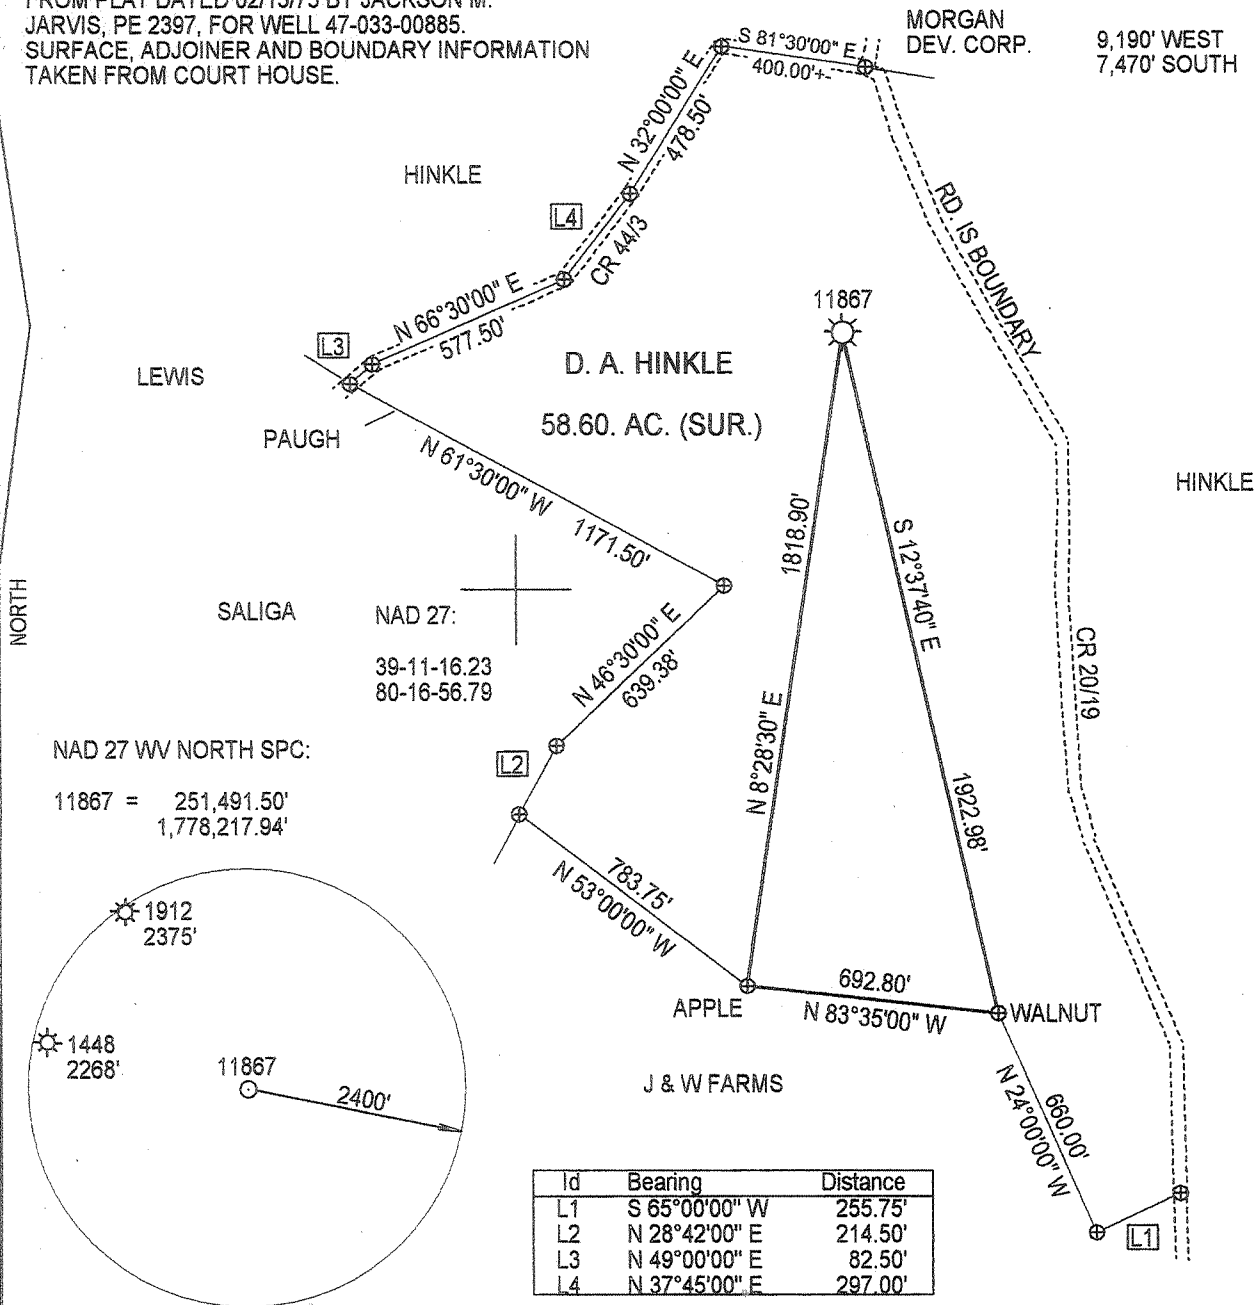 FROM PLAT DATED 02/15/73 BY JACKSON M.
JARVIS, PE 2397, FOR WELL 47-033-00885.
SURFACE, ADJOINER AND BOUNDARY INFORMATION
TAKEN FROM COURT HOUSE.
MORGAN
DEV. CORP.
9,190' WEST
7,470' SOUTH
S 81°30'00" E
400.00'+-
N 32°00'00" E
478.50'
HINKLE
L4
CR 44/3
RD. IS BOUNDARY
N 66°30'00" E
577.50'
11867
L3
LEWIS
D. A. HINKLE
58.60. AC. (SUR.)
PAUGH
N 61°30'00" W 1171.50'
HINKLE
1818.90'
N 8°28'30" E
S 12°37'40" E
1922.98'
NORTH
SALIGA
NAD 27:
39-11-16.23
80-16-56.79
N 46°30'00" E
639.38'
CR 20/19
L2
NAD 27 WV NORTH SPC:
11867 = 251,491.50'
1,778,217.94'
783.75'
N 53°00'00" W
1912
2375'
1448
2268'
11867
2400'
APPLE
692.80'
N 83°35'00" W
WALNUT
J & W FARMS
660.00'
N 24°00'00" W
L1
Id Bearing Distance
L1 S 65°00'00" W 255.75'
L2 N 28°42'00" E 214.50'
L3 N 49°00'00" E 82.50'
L4 N 37°45'00" E 297.00'